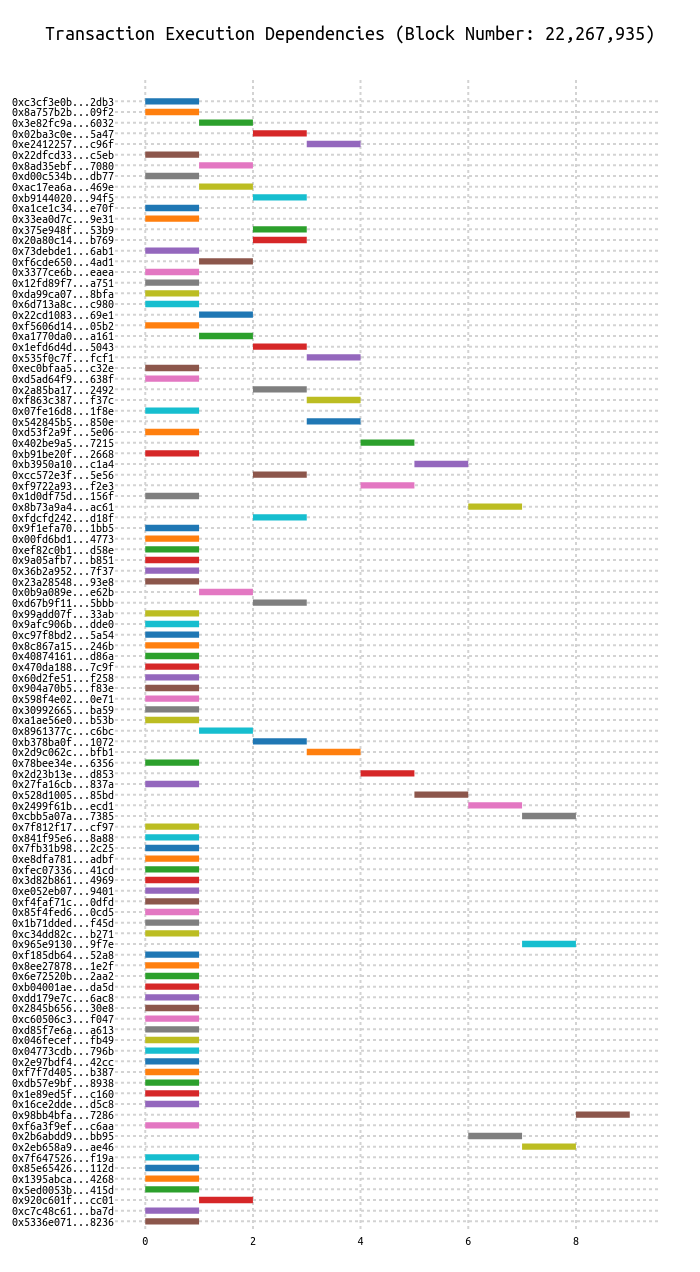 Transaction Execution Dependencies (Block Number: 22,267,935)
0xc3cf3e0b...2db3
0x8a757b2b...09f2
0x3e82fc9a...6032
0x02ba3c0e...5a47
0xe2412257...c96f
0x22dfcd33...c5eb
0x8ad35ebf...7080
0xd00c534b...db77
0xac17ea6a...469e
0xb9144020...94f5
0xa1ce1c34...e70f
0x33ea0d7c...9e31
0x375e948f...53b9
0x20a80c14...b769
0x73debde1...6ab1
0xf6cde650...4ad1
0x3377ce6b...eaea
0x12fd89f7...a751
0xda99ca07...8bfa
0x6d713a8c...c980
0x22cd1083...69e1
0xf5606d14...05b2
0xa1770da0...a161
0x1efd6d4d...5043
0x535f0c7f...fcf1
0xec0bfaa5...c32e
0xd5ad64f9...638f
0x2a85ba17...2492
0xf863c387...f37c
0x07fe16d8...1f8e
0x542845b5...850e
0xd53f2a9f...5e06
0x402be9a5...7215
0xb91be20f...2668
0xb3950a10...c1a4
0xcc572e3f...5e56
0xf9722a93...f2e3
0x1d0df75d...156f
0x8b73a9a4...ac61
0xfdcfd242...d18f
0x9f1efa70...1bb5
0x00fd6bd1...4773
0xef82c0b1...d58e
0x9a05afb7...b851
0x36b2a952...7f37
0x23a28548...93e8
0x0b9a089e...e62b
0xd67b9f11...5bbb
0x99add07f...33ab
0x9afc906b...dde0
0xc97f8bd2...5a54
0x8c867a15...246b
0x40874161...d86a
0x470da188...7c9f
0x60d2fe51...f258
0x904a70b5...f83e
0x598f4e02...0e71
0x30992665...ba59
0xa1ae56e0...b53b
0x8961377c...c6bc
0xb378ba0f...1072
0x2d9c062c...bfb1
0x78bee34e...6356
0x2d23b13e...d853
0x27fa16cb...837a
0x528d1005...85bd
0x2499f61b...ecd1
0xcbb5a07a...7385
0x7f812f17...cf97
0x841f95e6...8a88
0x7fb31b98...2c25
0xe8dfa781...adbf
0xfec07336...41cd
0x3d82b861...4969
0xe052eb07...9401
0xf4faf71c...0dfd
0x85f4fed6...0cd5
0x1b71dded...f45d
0xc34dd82c...b271
0x965e9130...9f7e
0xf185db64...52a8
0x8ee27878...1e2f
0x6e72520b...2aa2
0xb04001ae...da5d
0xdd179e7c...6ac8
0x2845b656...30e8
0xc60506c3...f047
0xd85f7e6a...a613
0x046fecef...fb49
0x04773cdb...796b
0x2e97bdf4...42cc
0xf7f7d405...b387
0xdb57e9bf...8938
0x1e89ed5f...c160
0x16ce2dde...d5c8
0x98bb4bfa...7286
0xf6a3f9ef...c6aa
0x2b6abdd9...bb95
0x2eb658a9...ae46
0x7f647526...f19a
0x85e65426...112d
0x1395abca...4268
0x5ed0053b...415d
0x920c601f...cc01
0xc7c48c61...ba7d
0x5336e071...8236
0 2 4 6 8